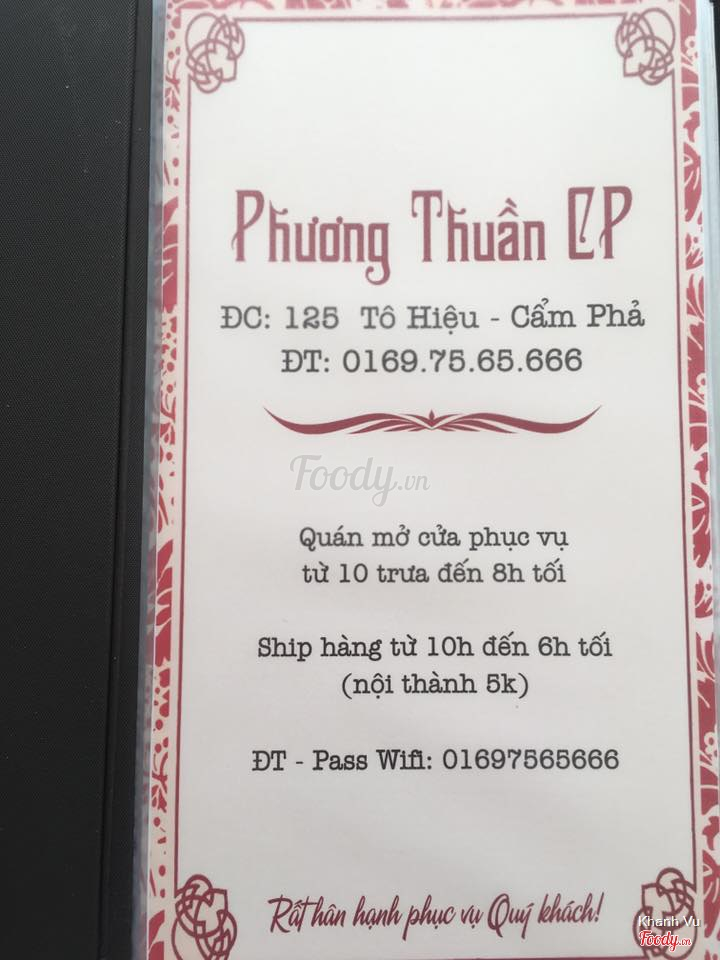 Phương Thuần CP
ĐC: 125 Tô Hiệu - Cẩm Phả
ĐT: 0169.75.65.666
Foody.vn
Quán mở cửa phục vụ
từ 10 trưa đến 8h tối
Ship hàng từ 10h đến 6h tối
(nội thành 5k)
ĐT - Pass Wifi: 01697565666
Rất hân hạnh phục vụ Quý khách!
Khanh Vu
Foody.vn